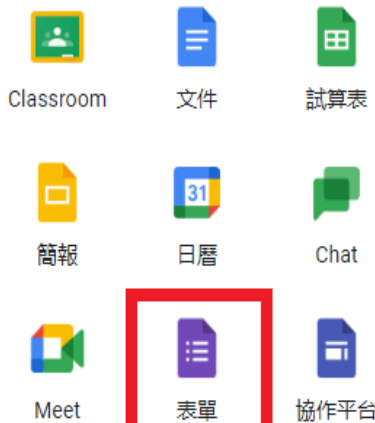 Classroom
文件
試算表
簡報
31
日曆
Chat
Meet
表單
協作平台